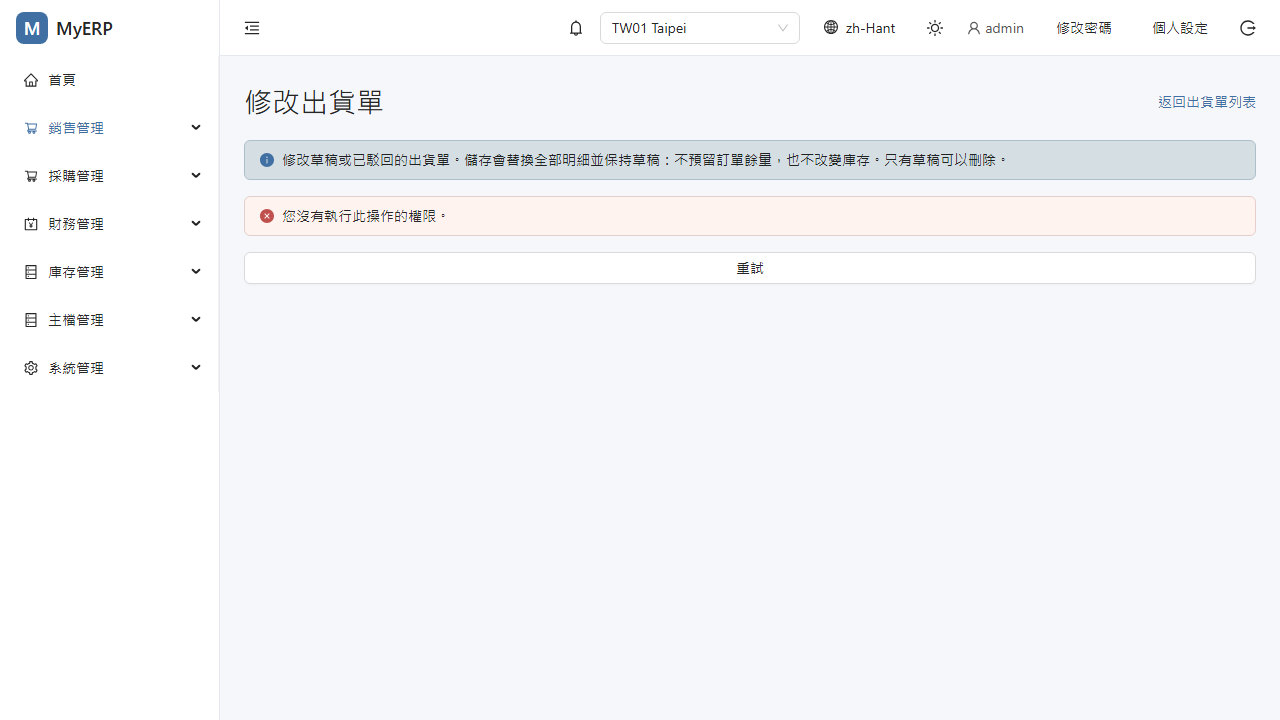 M MyERP
TW01 Taipei
zh-Hant
admin
修改密碼
個人設定
首頁
銷售管理
採購管理
財務管理
庫存管理
主檔管理
系統管理
修改出貨單
返回出貨單列表
修改草稿或已駁回的出貨單。儲存會替換全部明細並保持草稿：不預留訂單餘量，也不改變庫存。只有草稿可以刪除。
您沒有執行此操作的權限。
重試